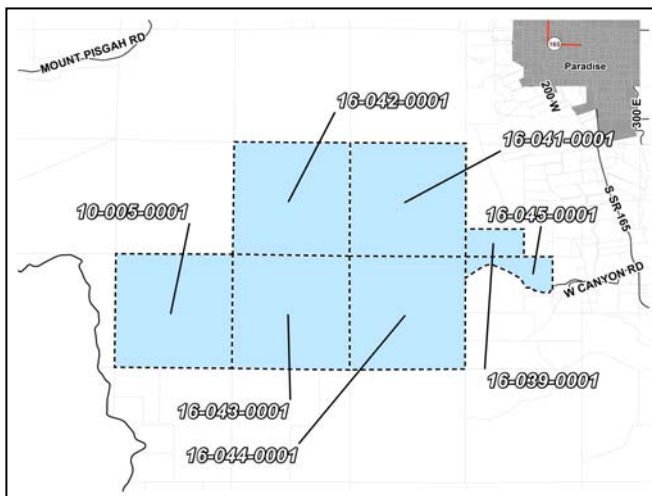 MOUNT PISGAH RD
165
Paradise
200 W
300 E
16-042-0001
16-041-0001
S SR-165
10-005-0001
16-045-0001
W CANYON RD
16-039-0001
16-043-0001
16-044-0001